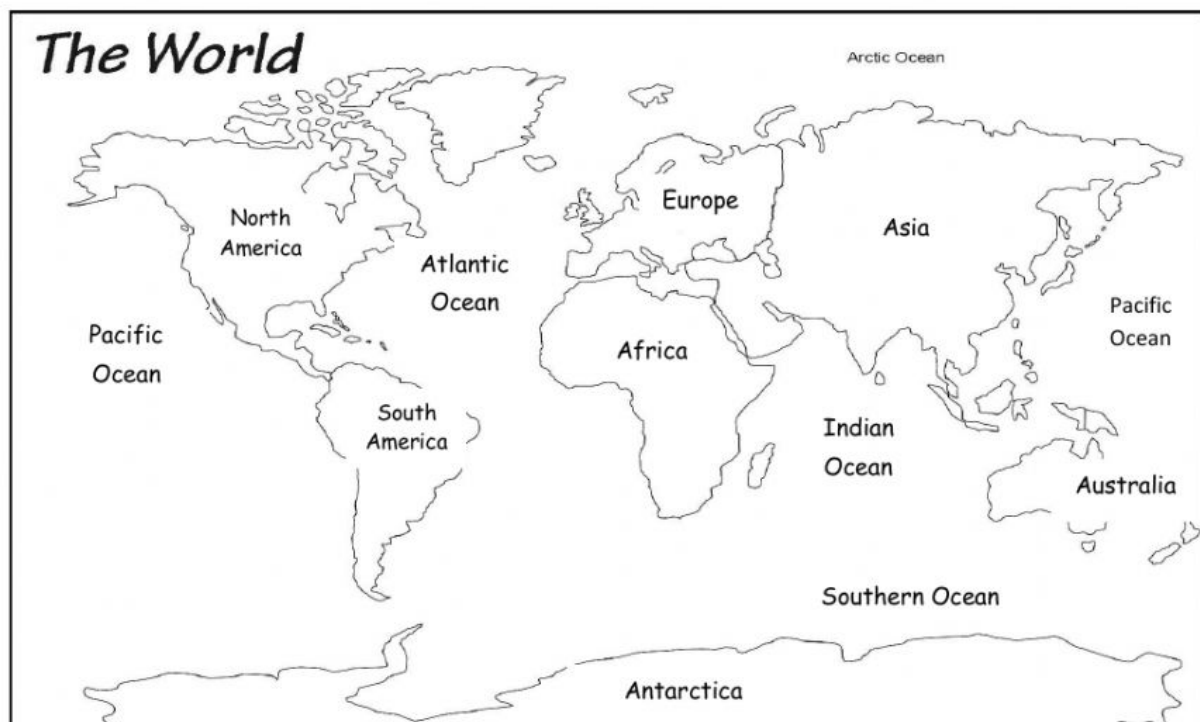 The World
Arctic Ocean
Europe
North
America
Asia
Atlantic
Ocean
Pacific
Ocean
Pacific
Ocean
Africa
South
America
Indian
Ocean
Australia
Southern Ocean
Antarctica